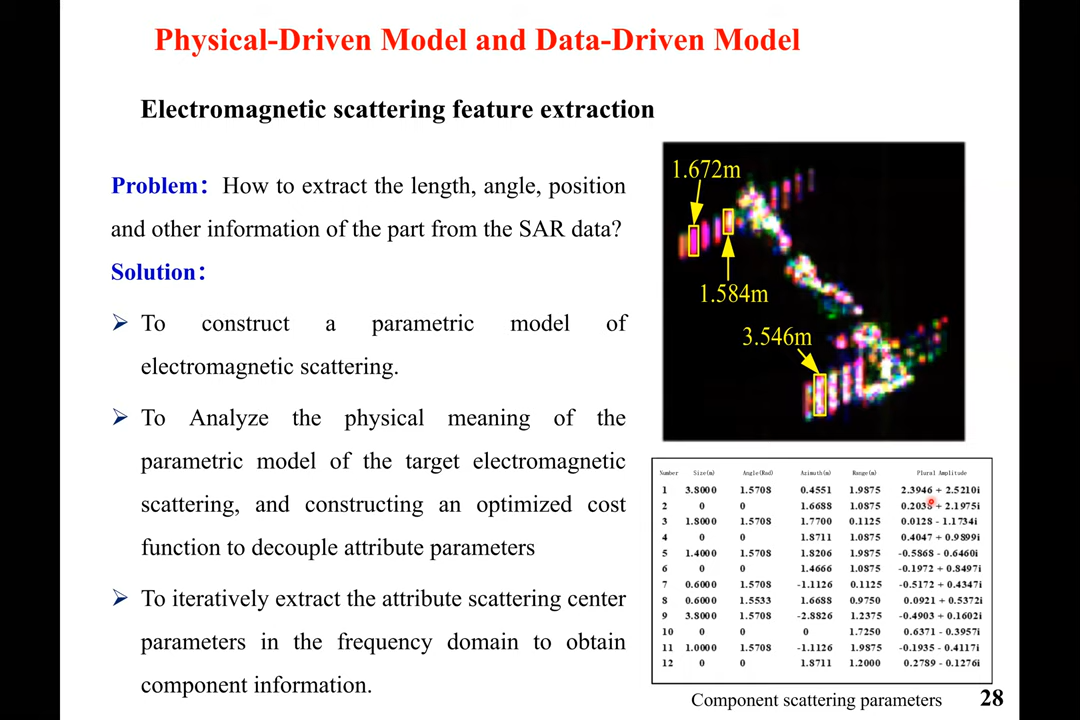 Physical-Driven Model and Data-Driven Model
Electromagnetic scattering feature extraction
Problem： How to extract the length, angle, position
and other information of the part from the SAR data?
Solution：
➢ To construct a parametric model of
electromagnetic scattering.
➢ To Analyze the physical meaning of the
parametric model of the target electromagnetic
scattering, and constructing an optimized cost
function to decouple attribute parameters
➢ To iteratively extract the attribute scattering center
parameters in the frequency domain to obtain
component information.
1.672m
1.584m
3.546m
Number Size(m) Angle(Rad) Azimuth(m) Range(m) Plural Amplitude
1 3.8000 1.5708 0.4551 1.9875 2.3946 + 2.5210i
2 0 0 1.6688 1.0875 0.2038 + 2.1975i
3 1.8000 1.5708 1.7700 0.1125 0.0128 - 1.1734i
4 0 0 1.8711 1.0875 0.4047 + 0.9899i
5 1.4000 1.5708 1.8206 1.9875 -0.5868 - 0.6460i
6 0 0 1.4666 1.0875 -0.1972 + 0.8497i
7 0.6000 1.5708 -1.1126 0.1125 -0.5172 + 0.4347i
8 0.6000 1.5533 1.6688 0.9750 0.0921 + 0.5372i
9 3.8000 1.5708 -2.8826 1.2375 -0.4903 + 0.1602i
10 0 0 0 1.7250 0.6371 - 0.3957i
11 1.0000 1.5708 -1.1126 1.9875 -0.1935 - 0.4117i
12 0 0 1.8711 1.2000 0.2789 - 0.1276i
Component scattering parameters
28